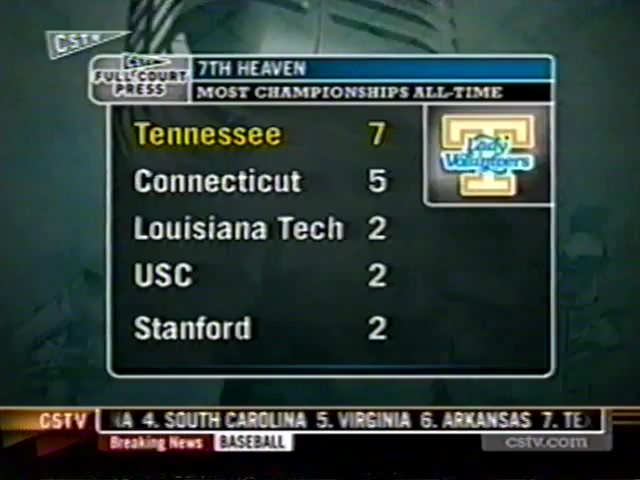 CSTV
CSTV
FULL COURT
PRESS
7TH HEAVEN
MOST CHAMPIONSHIPS ALL-TIME
Tennessee 7
Connecticut 5
Louisiana Tech 2
USC 2
Stanford 2
T
Lady
Volunteers
CSTV NA 4. SOUTH CAROLINA 5. VIRGINIA 6. ARKANSAS 7. TEX
Breaking News BASEBALL cstv.com